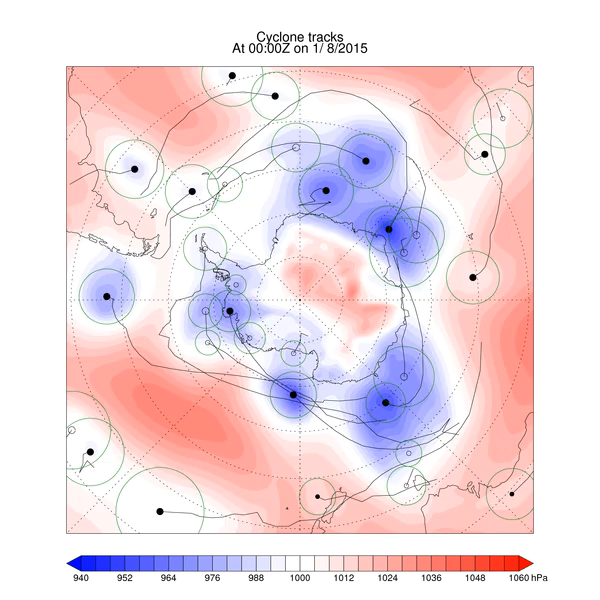 Cyclone tracks
At 00:00Z on 1/ 8/2015
940 952 964 976 988 1000 1012 1024 1036 1048 1060 hPa